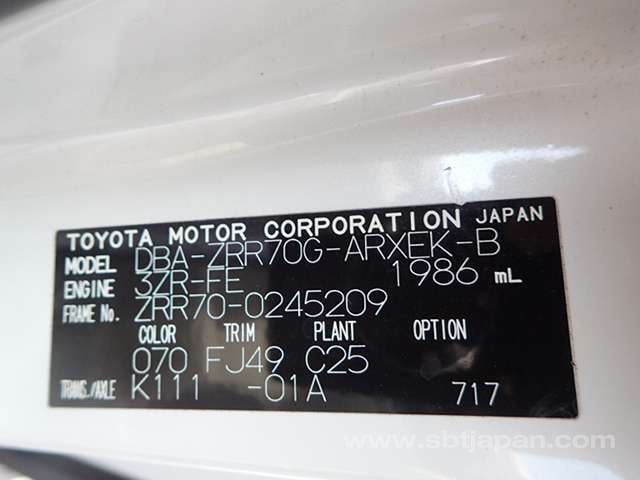 TOYOTA MOTOR CORPORATION JAPAN
MODEL DBA-ZRR70G-ARXEK-B
ENGINE 3ZR-FE 1986 mL
FRAME No. ZRR70-0245209
COLOR TRIM PLANT OPTION
070 FJ49 C25
TRANS./AXLE K111 -01A 717
www.sbtjapan.com